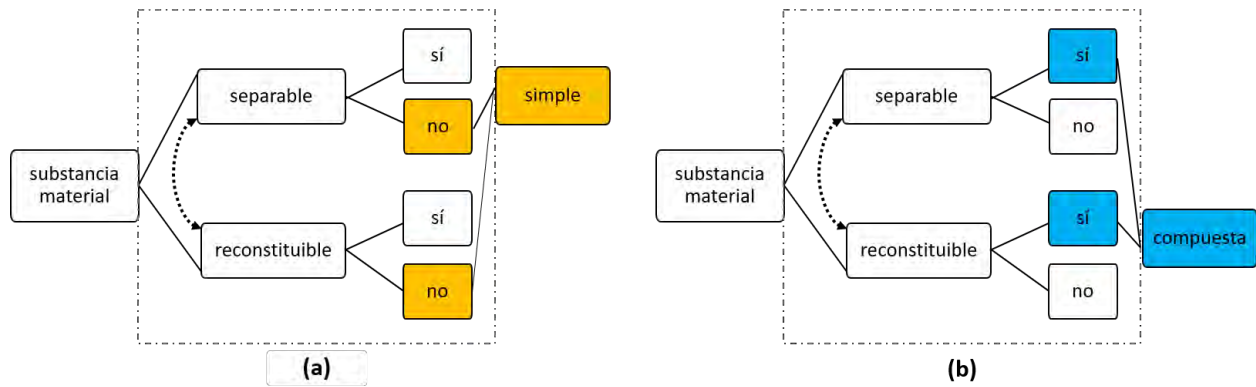 substancia
material
separable
sí
no
simple
reconstituible
sí
no
(a)
substancia
material
separable
sí
no
reconstituible
sí
no
compuesta
(b)